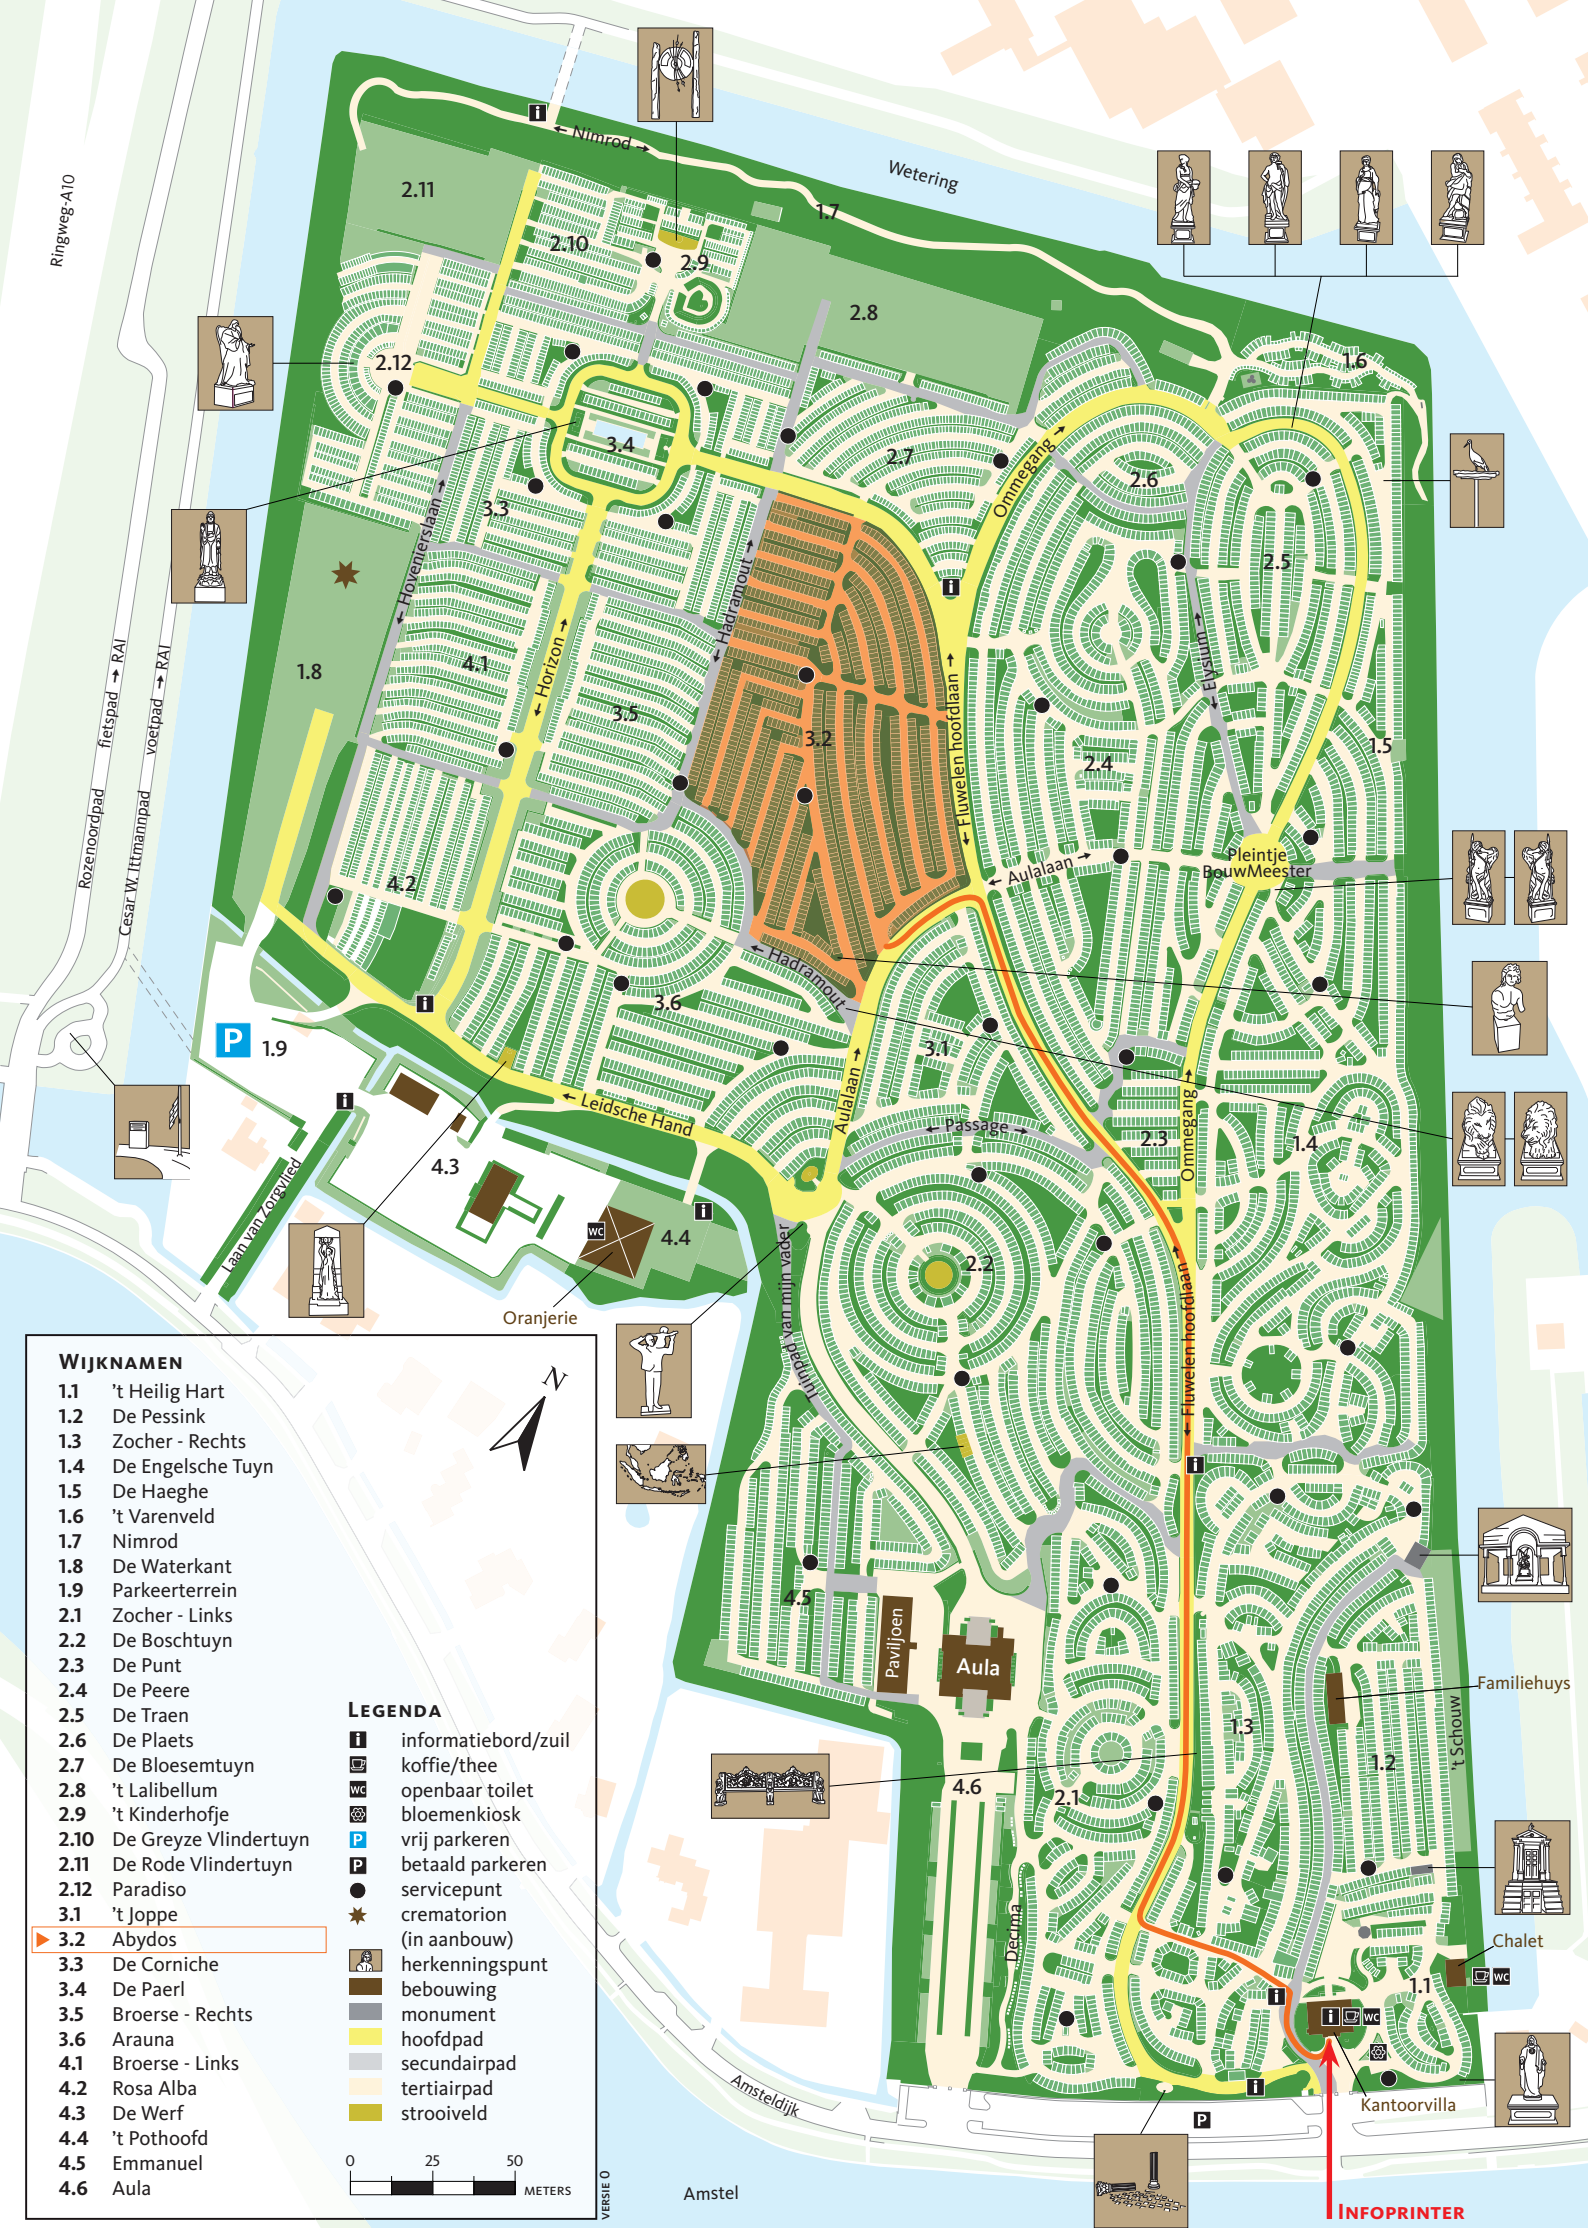 Nimrod
Wetering
Ringweg-A10
2.11
1.7
2.10
2.9
2.8
2.12
1.6
3.4
2.7
Ommegang
2.6
3.3
Hovenierslaan
Hadramout
2.5
Elysium
1.8
4.1
Horizon
3.5
3.2
Fluwelen hoofdlaan
2.4
1.5
fietspad RAI
voetpad RAI
Rozenoordpad
Cesar W. Ittmannpad
4.2
Aulalaan
Pleintje
BouwMeester
Hadramout
3.6
3.1
P 1.9
Aulalaan
Leidsche Hand
Passage
2.3
Ommegang
1.4
4.3
Laan van Zorgvlied
WC
4.4
Oranjerie
Tuinpad van mijn vader
2.2
Fluwelen hoofdlaan
4.5
Paviljoen
Aula
Familiehuys
1.3
1.2
't Schouw
4.6
2.1
Decima
Chalet
WC
1.1
WC
Kantoorvilla
Amsteldijk
P
Amstel
INFOPRINTER
WIJKNAMEN
1.1 't Heilig Hart
1.2 De Pessink
1.3 Zocher - Rechts
1.4 De Engelsche Tuyn
1.5 De Haeghe
1.6 't Varenveld
1.7 Nimrod
1.8 De Waterkant
1.9 Parkeerterrein
2.1 Zocher - Links
2.2 De Boschtuyn
2.3 De Punt
2.4 De Peere
2.5 De Traen
2.6 De Plaets
2.7 De Bloesemtuyn
2.8 't Lalibellum
2.9 't Kinderhofje
2.10 De Greyze Vlindertuyn
2.11 De Rode Vlindertuyn
2.12 Paradiso
3.1 't Joppe
3.2 Abydos
3.3 De Corniche
3.4 De Paerl
3.5 Broerse - Rechts
3.6 Arauna
4.1 Broerse - Links
4.2 Rosa Alba
4.3 De Werf
4.4 't Pothoofd
4.5 Emmanuel
4.6 Aula
N
LEGENDA
i informatiebord/zuil
koffie/thee
WC openbaar toilet
bloemenkiosk
P vrij parkeren
P betaald parkeren
servicepunt
crematorion
(in aanbouw)
herkenningspunt
bebouwing
monument
hoofdpad
secundairpad
tertiairpad
strooiveld
0 25 50
METERS
VERSIE 0